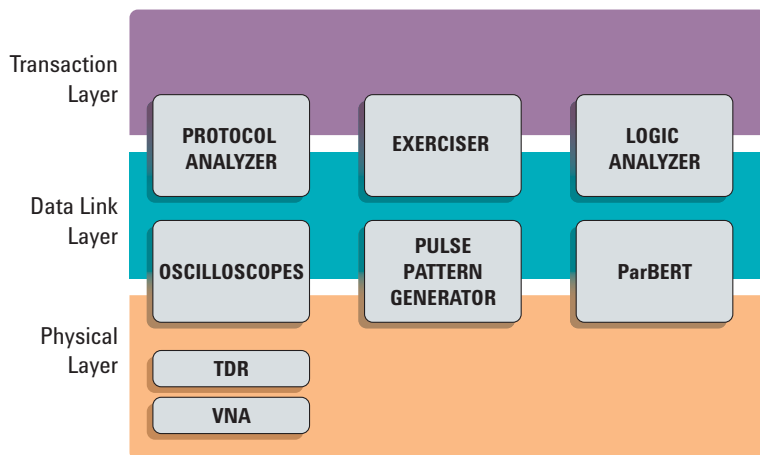 Transaction
Layer
PROTOCOL
ANALYZER
EXERCISER
LOGIC
ANALYZER
Data Link
Layer
OSCILLOSCOPES
PULSE
PATTERN
GENERATOR
ParBERT
Physical
Layer
TDR
VNA